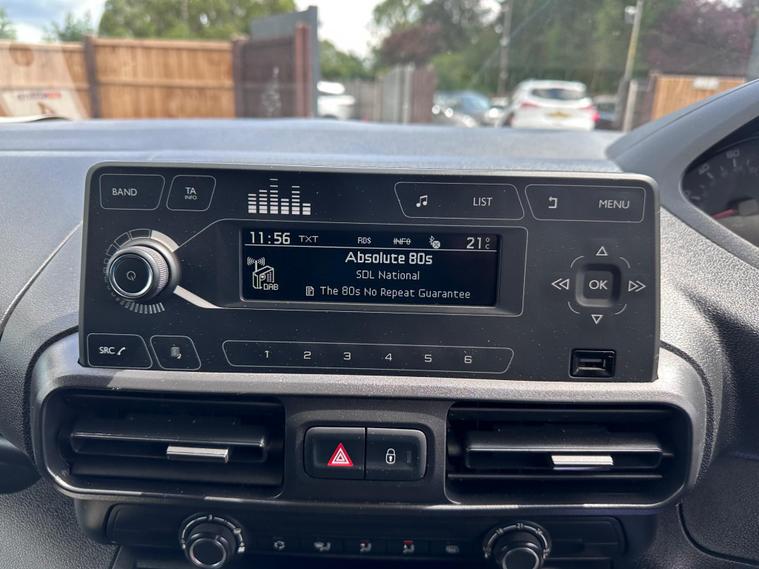 BAND
TA
INFO
LIST
MENU
11:56 TXT RDS INFO 21°C
Absolute 80s
SDL National
DAB
The 80s No Repeat Guarantee
OK
SRC
1 2 3 4 5 6